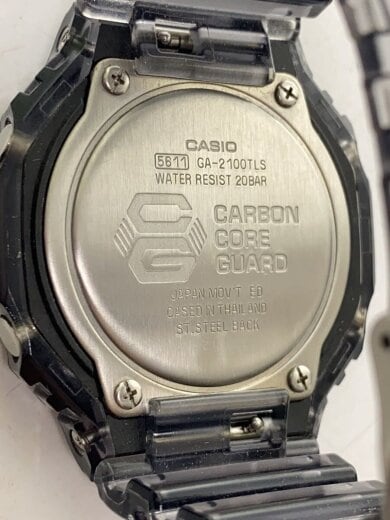 CASIO
5611 GA-2100TLS
WATER RESIST 20BAR
CG
CARBON
CORE
GUARD
JAPAN MOV'T ED
CASED IN THAILAND
ST.STEEL BACK